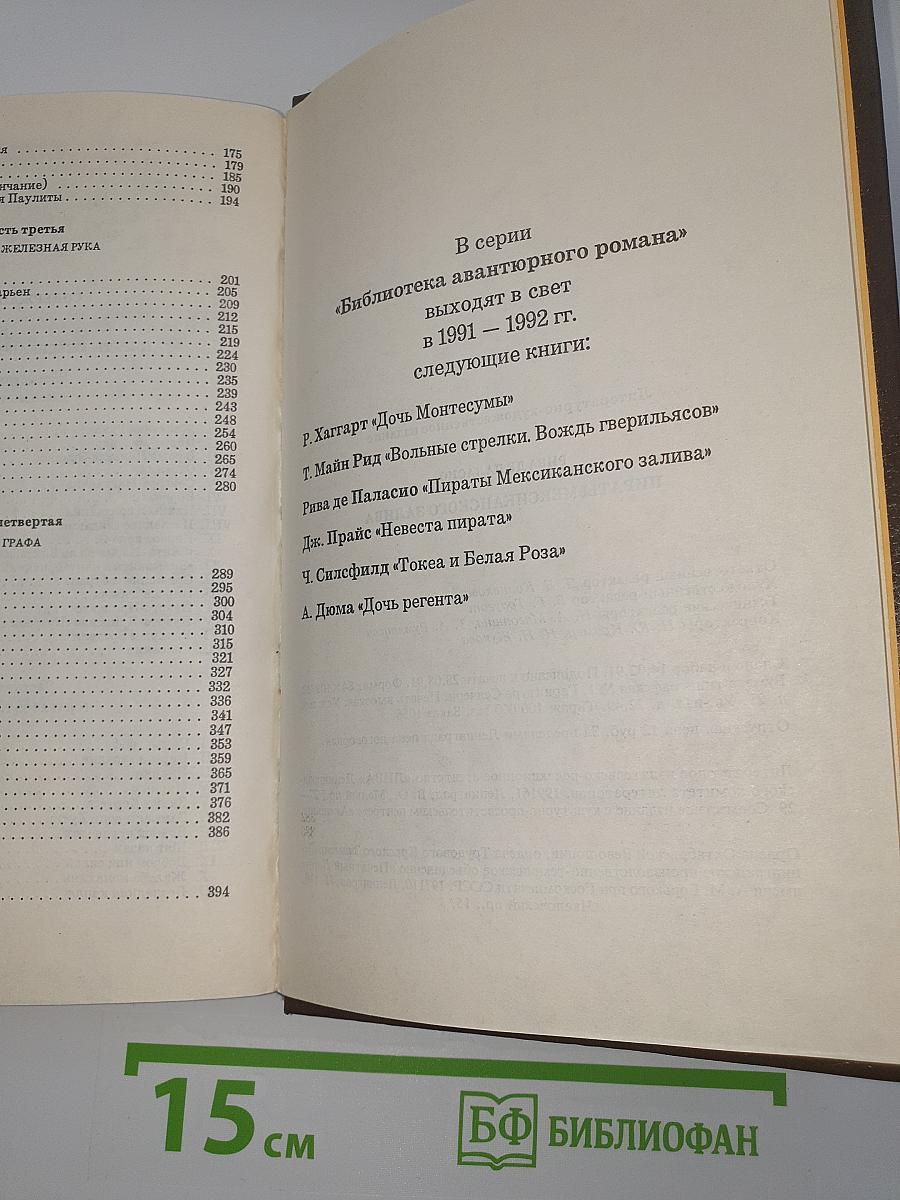 я . . . . . . . . . . . . . . . . . . . . . 175
179
185
нчание) . . . . . . . . . . . . . . . . . 190
я Паулиты . . . . . . . . . . . . . . . . 194
сть третья
ЖЕЛЕЗНАЯ РУКА
201
арьен . . . . . . . . . . . . . . . . . . . 205
209
212
215
219
224
230
235
239
243
248
254
260
265
274
280
четвертая
ГРАФА
289
295
300
304
310
315
321
327
332
336
341
347
353
359
365
371
376
382
386
394
В серии
«Библиотека авантюрного романа»
выходят в свет
в 1991 — 1992 гг.
следующие книги:
Р. Хаггарт «Дочь Монтесумы»
Т. Майн Рид «Вольные стрелки. Вождь гверильясов»
Рива де Паласио «Пираты Мексиканского залива»
Дж. Прайс «Невеста пирата»
Ч. Силсфилд «Токеа и Белая Роза»
А. Дюма «Дочь регента»
15 см
БФ БИБЛИОФАН